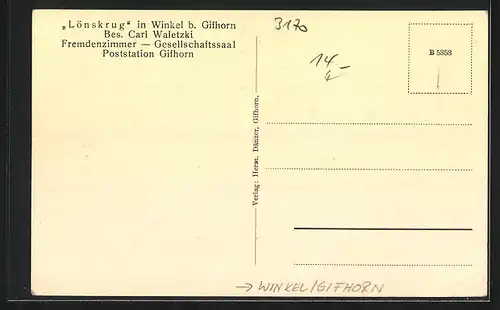 „Lönskrug" in Winkel b. Gifhorn
Bes. Carl Waletzki
Fremdenzimmer — Gesellschaftssaal
Poststation Gifhorn
3170
14.-
B 5353
Verlag: Herm. Dänzer, Gifhorn.
→ WINKEL/GIFHORN